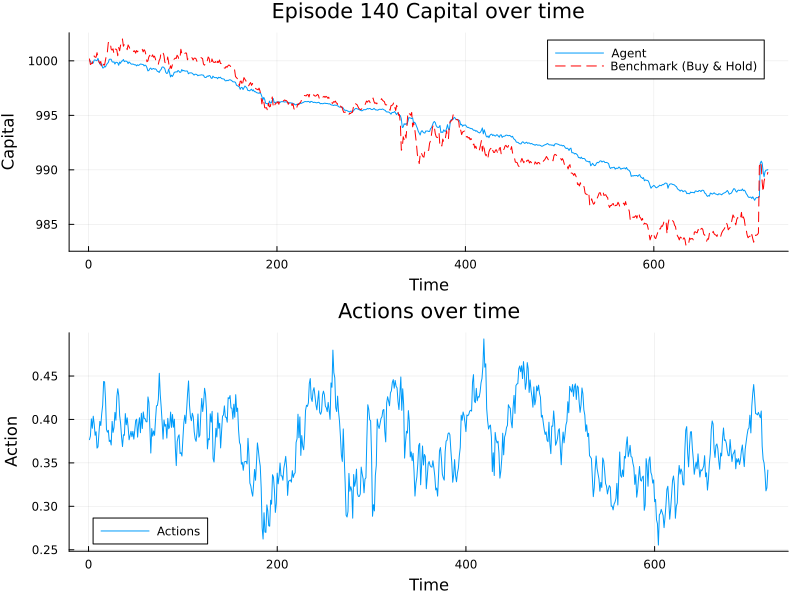 Episode 140 Capital over time
Capital
1000
995
990
985
Agent
Benchmark (Buy & Hold)
0
200
400
600
Time
Actions over time
Action
0.45
0.40
0.35
0.30
0.25
Actions
0
200
400
600
Time